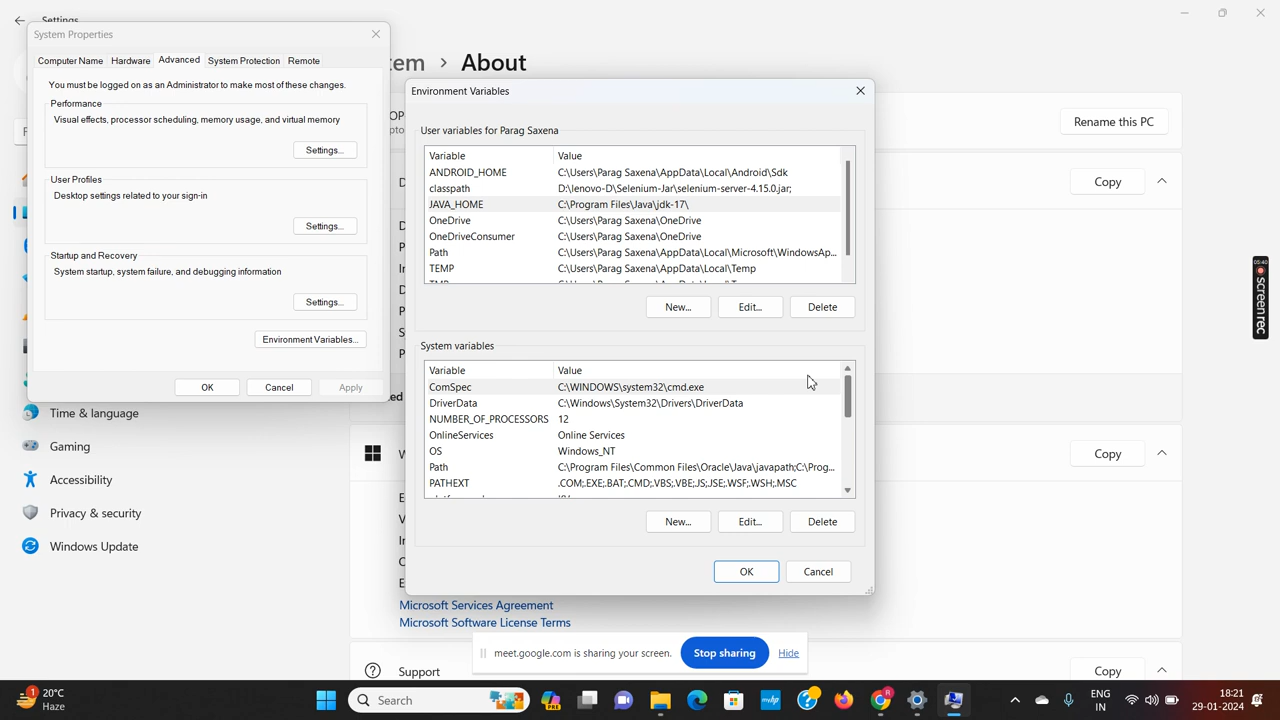 Settings
System Properties
Computer Name Hardware Advanced System Protection Remote
You must be logged on as an Administrator to make most of these changes.
Performance
Visual effects, processor scheduling, memory usage, and virtual memory
Settings...
User Profiles
Desktop settings related to your sign-in
Settings...
Startup and Recovery
System startup, system failure, and debugging information
Settings...
Environment Variables...
OK Cancel Apply
tem > About
Rename this PC
Copy
Environment Variables
User variables for Parag Saxena
Variable Value
ANDROID_HOME C:\Users\Parag Saxena\AppData\Local\Android\Sdk
classpath D:\lenovo-D\Selenium-Jar\selenium-server-4.15.0.jar;
JAVA_HOME C:\Program Files\Java\jdk-17\
OneDrive C:\Users\Parag Saxena\OneDrive
OneDriveConsumer C:\Users\Parag Saxena\OneDrive
Path C:\Users\Parag Saxena\AppData\Local\Microsoft\WindowsAp...
TEMP C:\Users\Parag Saxena\AppData\Local\Temp
New... Edit... Delete
System variables
Variable Value
ComSpec C:\WINDOWS\system32\cmd.exe
DriverData C:\Windows\System32\Drivers\DriverData
NUMBER_OF_PROCESSORS 12
OnlineServices Online Services
OS Windows_NT
Path C:\Program Files\Common Files\Oracle\Java\javapath;C:\Prog...
PATHEXT .COM;.EXE;.BAT;.CMD;.VBS;.VBE;.JS;.JSE;.WSF;.WSH;.MSC
New... Edit... Delete
OK Cancel
Time & language
Gaming
Accessibility
Privacy & security
Windows Update
Copy
Microsoft Services Agreement
Microsoft Software License Terms
Support
Copy
05:40
screenrec
meet.google.com is sharing your screen. Stop sharing Hide
1
20°C
Haze
Search
PRE
myhp
R
ENG
IN
18:21
29-01-2024